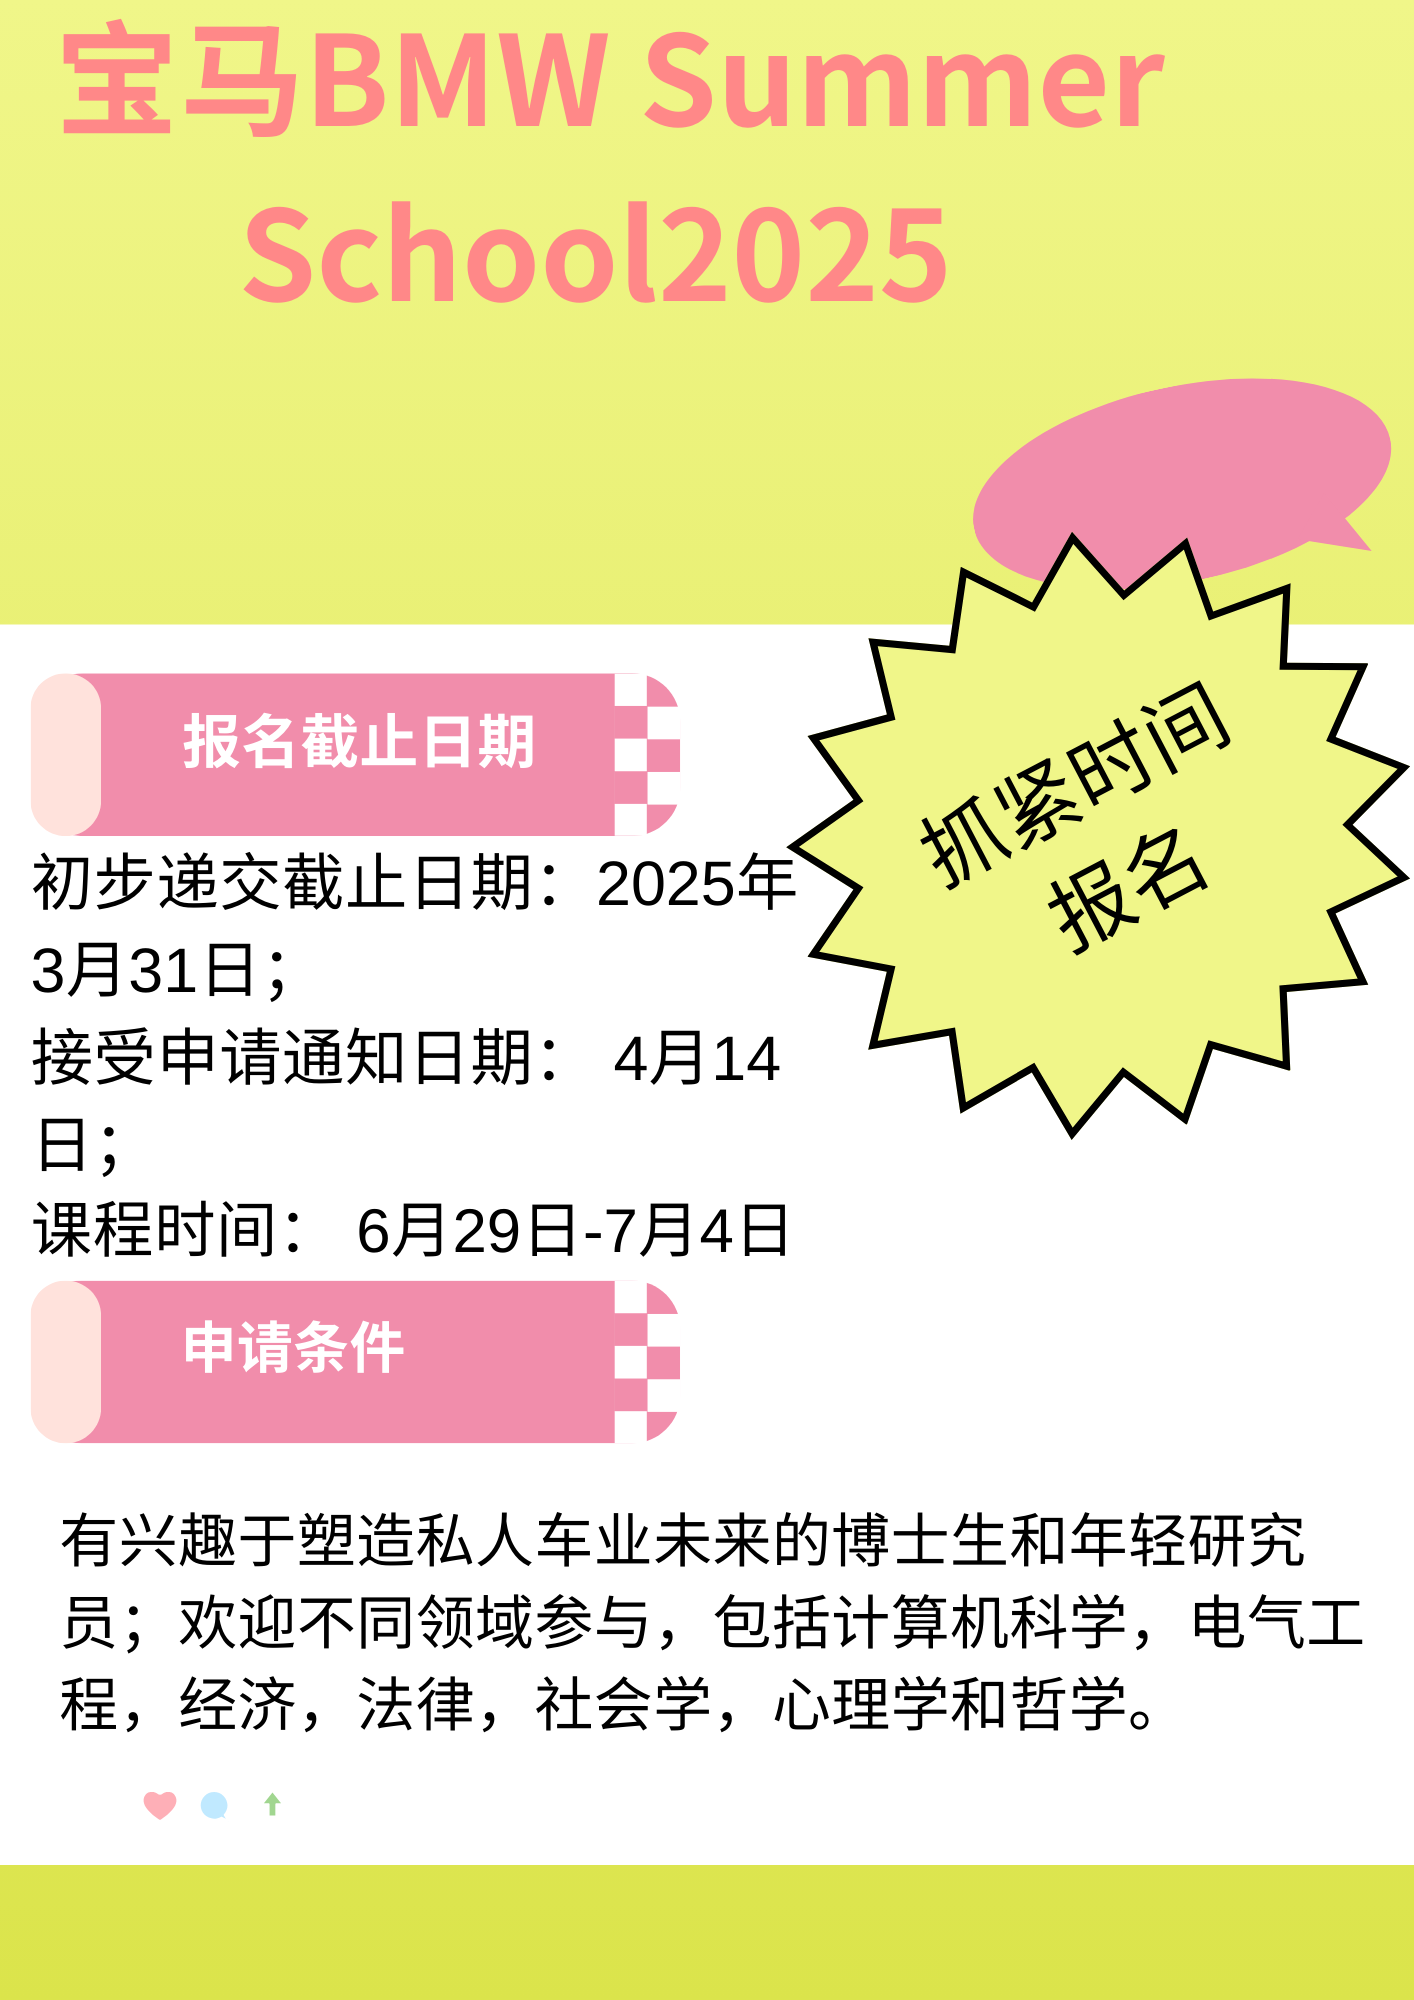 宝马BMW Summer
School2025
抓紧时间
报名
报名截止日期
初步递交截止日期：2025年
3月31日；
接受申请通知日期： 4月14
日；
课程时间： 6月29日-7月4日
申请条件
有兴趣于塑造私人车业未来的博士生和年轻研究
员；欢迎不同领域参与，包括计算机科学，电气工
程，经济，法律，社会学，心理学和哲学。